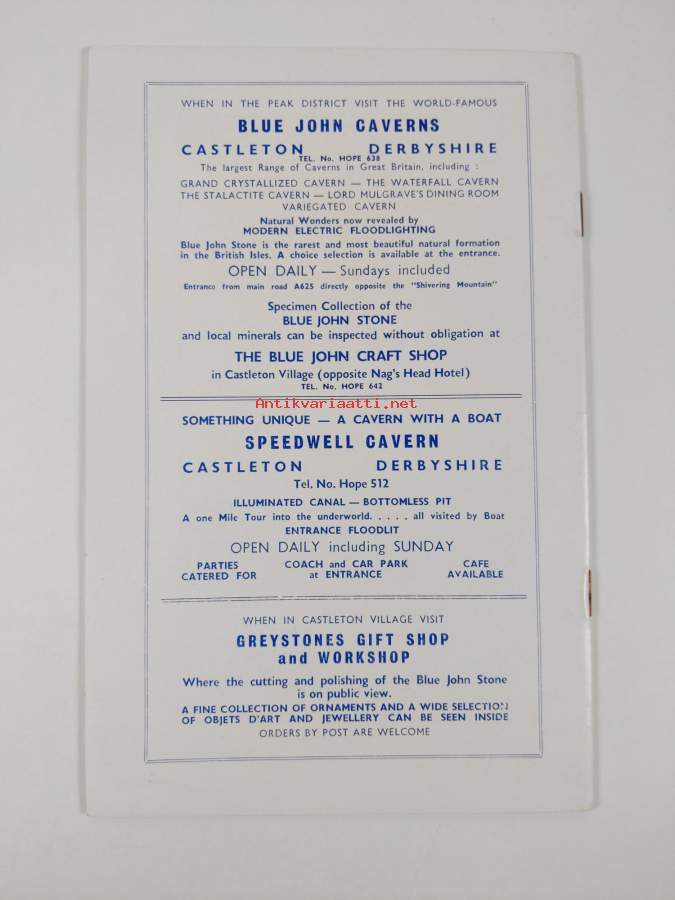 WHEN IN THE PEAK DISTRICT VISIT THE WORLD-FAMOUS
BLUE JOHN CAVERNS
CASTLETON DERBYSHIRE
TEL. No. HOPE 638
The largest Range of Caverns in Great Britain, including :
GRAND CRYSTALLIZED CAVERN — THE WATERFALL CAVERN
THE STALACTITE CAVERN — LORD MULGRAVE'S DINING ROOM
VARIEGATED CAVERN
Natural Wonders now revealed by
MODERN ELECTRIC FLOODLIGHTING
Blue John Stone is the rarest and most beautiful natural formation
in the British Isles. A choice selection is available at the entrance.
OPEN DAILY — Sundays included
Entrance from main road A625 directly opposite the "Shivering Mountain"
Specimen Collection of the
BLUE JOHN STONE
and local minerals can be inspected without obligation at
THE BLUE JOHN CRAFT SHOP
in Castleton Village (opposite Nag's Head Hotel)
TEL. No. HOPE 642
Antikvariaatti.net
SOMETHING UNIQUE — A CAVERN WITH A BOAT
SPEEDWELL CAVERN
CASTLETON DERBYSHIRE
Tel. No. Hope 512
ILLUMINATED CANAL — BOTTOMLESS PIT
A one Mile Tour into the underworld. . . . . all visited by Boat
ENTRANCE FLOODLIT
OPEN DAILY including SUNDAY
PARTIES COACH and CAR PARK CAFE
CATERED FOR at ENTRANCE AVAILABLE
WHEN IN CASTLETON VILLAGE VISIT
GREYSTONES GIFT SHOP
and WORKSHOP
Where the cutting and polishing of the Blue John Stone
is on public view.
A FINE COLLECTION OF ORNAMENTS AND A WIDE SELECTION
OF OBJETS D'ART AND JEWELLERY CAN BE SEEN INSIDE
ORDERS BY POST ARE WELCOME